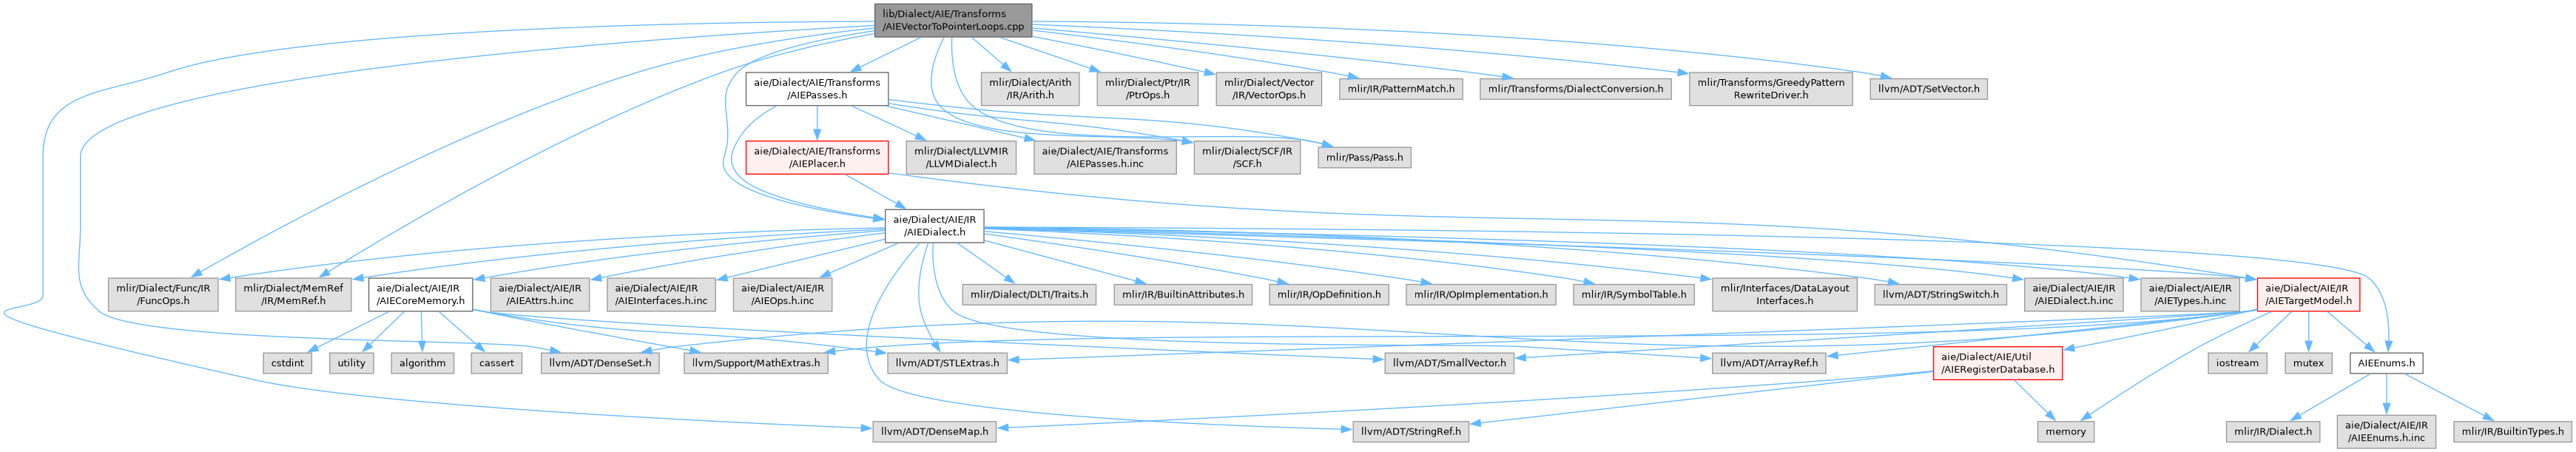 lib/Dialect/AIE/Transforms
/AIEVectorToPointerLoops.cpp
aie/Dialect/AIE/Transforms
/AIEPasses.h
mlir/Dialect/Arith
/IR/Arith.h
mlir/Dialect/Ptr/IR
/PtrOps.h
mlir/Dialect/Vector
/IR/VectorOps.h
mlir/IR/PatternMatch.h
mlir/Transforms/DialectConversion.h
mlir/Transforms/GreedyPattern
RewriteDriver.h
llvm/ADT/SetVector.h
aie/Dialect/AIE/Transforms
/AIEPlacer.h
mlir/Dialect/LLVMIR
/LLVMDialect.h
aie/Dialect/AIE/Transforms
/AIEPasses.h.inc
mlir/Dialect/SCF/IR
/SCF.h
mlir/Pass/Pass.h
aie/Dialect/AIE/IR
/AIEDialect.h
mlir/Dialect/Func/IR
/FuncOps.h
mlir/Dialect/MemRef
/IR/MemRef.h
aie/Dialect/AIE/IR
/AIECoreMemory.h
aie/Dialect/AIE/IR
/AIEAttrs.h.inc
aie/Dialect/AIE/IR
/AIEInterfaces.h.inc
aie/Dialect/AIE/IR
/AIEOps.h.inc
mlir/Dialect/DLTI/Traits.h
mlir/IR/BuiltinAttributes.h
mlir/IR/OpDefinition.h
mlir/IR/OpImplementation.h
mlir/IR/SymbolTable.h
mlir/Interfaces/DataLayout
Interfaces.h
llvm/ADT/StringSwitch.h
aie/Dialect/AIE/IR
/AIEDialect.h.inc
aie/Dialect/AIE/IR
/AIETypes.h.inc
aie/Dialect/AIE/IR
/AIETargetModel.h
cstdint
utility
algorithm
cassert
llvm/ADT/DenseSet.h
llvm/Support/MathExtras.h
llvm/ADT/STLExtras.h
llvm/ADT/SmallVector.h
llvm/ADT/ArrayRef.h
aie/Dialect/AIE/Util
/AIERegisterDatabase.h
iostream
mutex
AIEEnums.h
llvm/ADT/DenseMap.h
llvm/ADT/StringRef.h
memory
mlir/IR/Dialect.h
aie/Dialect/AIE/IR
/AIEEnums.h.inc
mlir/IR/BuiltinTypes.h